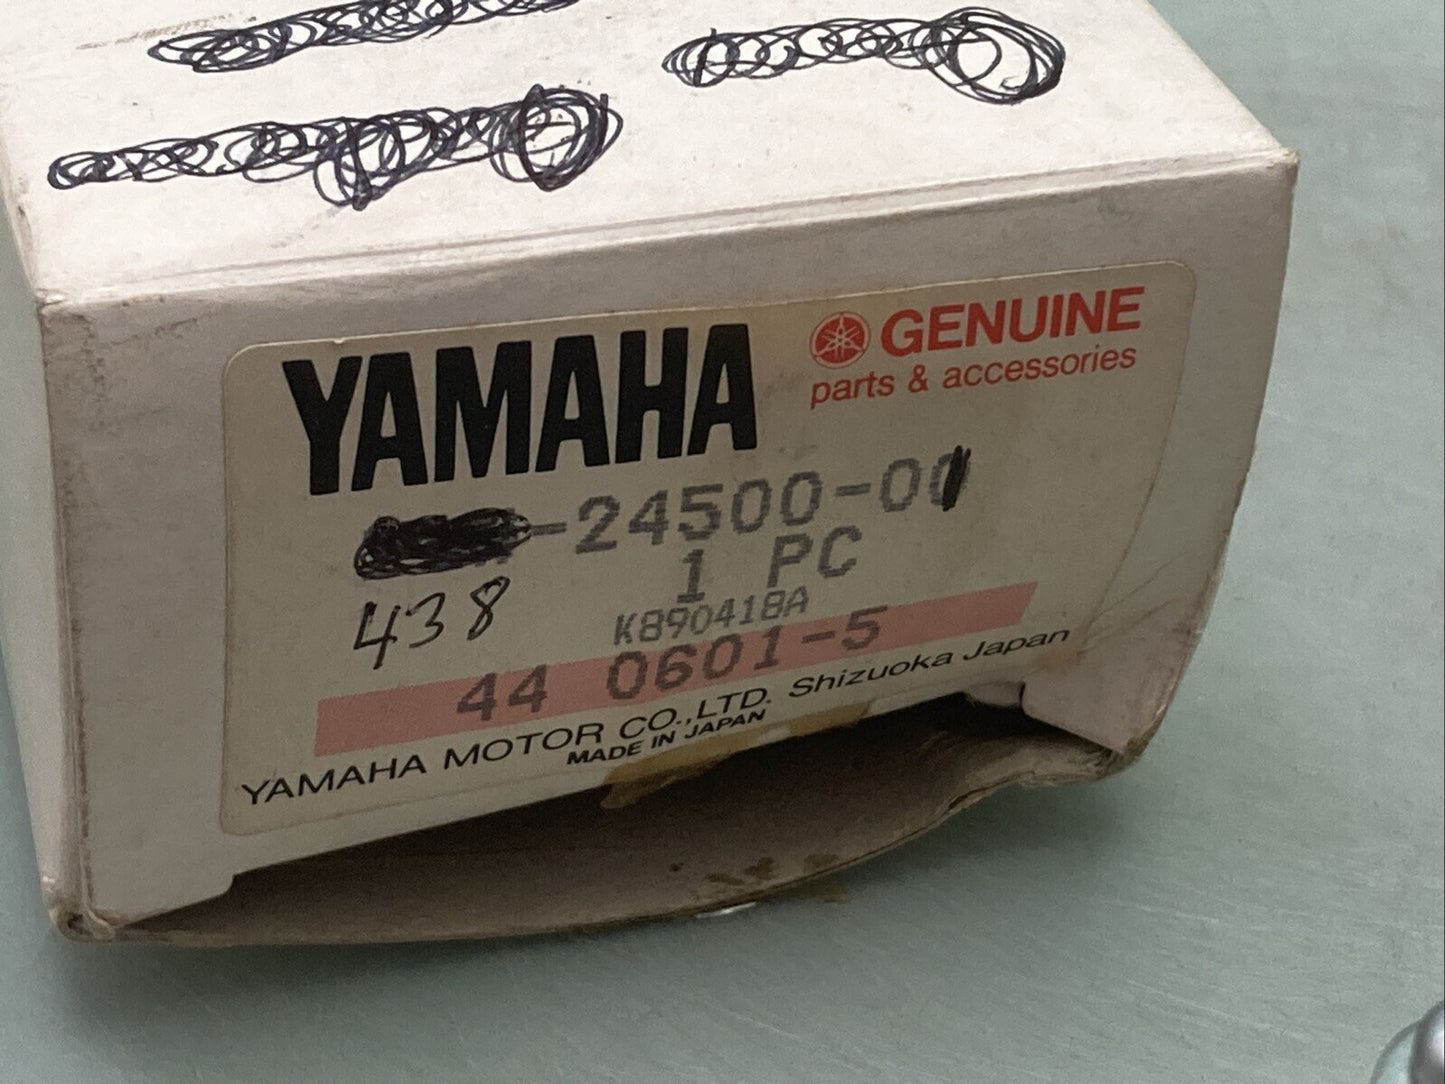 YAMAHA
GENUINE
parts & accessories
-24500-0
1 PC
438
K890418A
44 0601-5
YAMAHA MOTOR CO.,LTD. Shizuoka Japan
MADE IN JAPAN